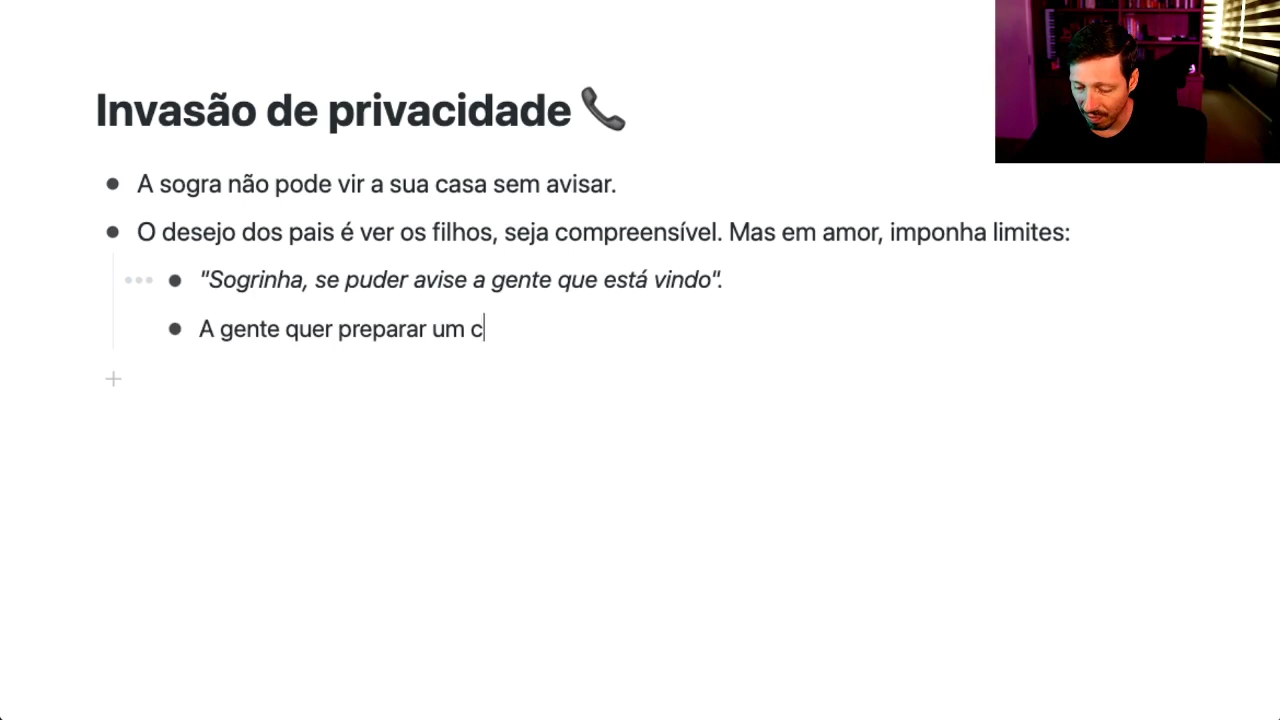 Invasão de privacidade 📞
A sogra não pode vir a sua casa sem avisar.
O desejo dos pais é ver os filhos, seja compreensível. Mas em amor, imponha limites:
"Sogrinha, se puder avise a gente que está vindo".
A gente quer preparar um c